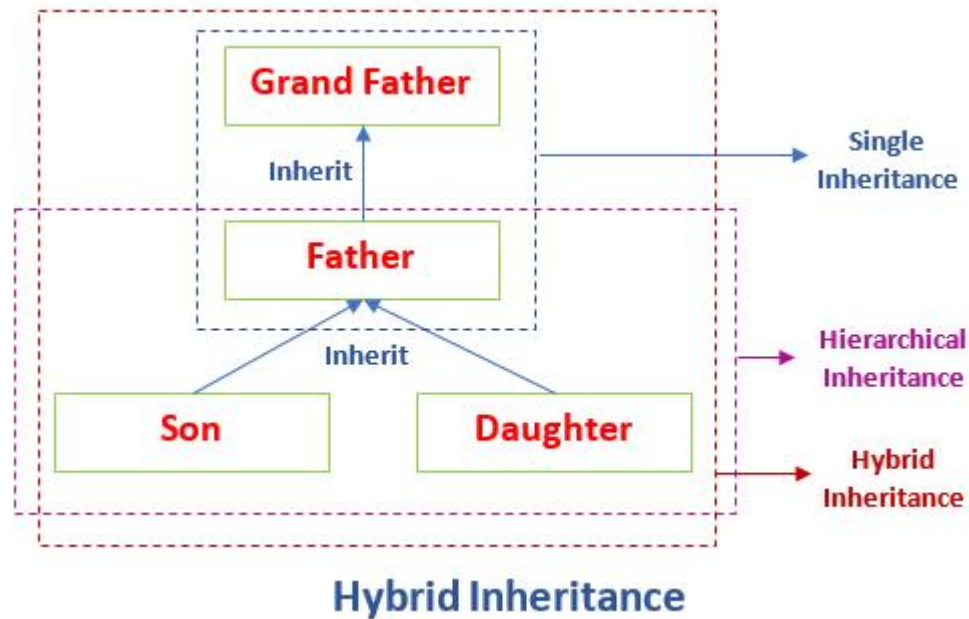 Grand Father
Inherit
Single
Inheritance
Father
Inherit
Hierarchical
Inheritance
Son
Daughter
Hybrid
Inheritance
Hybrid Inheritance